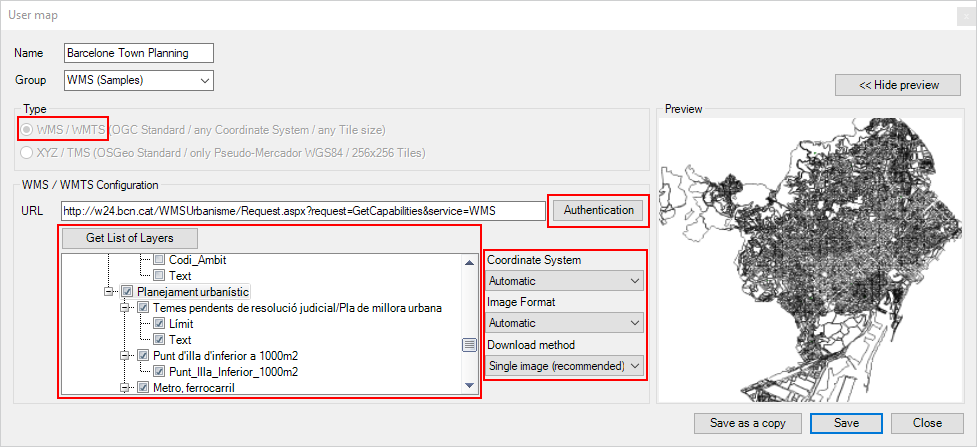 User map
Name
Barcelone Town Planning
Group
WMS (Samples)
<< Hide preview
Type
WMS / WMTS (OGC Standard / any Coordinate System / any Tile size)
XYZ / TMS (OSGeo Standard / only Pseudo-Mercador WGS84 / 256x256 Tiles)
Preview
WMS / WMTS Configuration
URL
http://w24.bcn.cat/WMSUrbanisme/Request.aspx?request=GetCapabilities&service=WMS
Authentication
Get List of Layers
Codi_Ambit
Text
Planejament urbanístic
Temes pendents de resolució judicial/Pla de millora urbana
Límit
Text
Punt d'illa d'inferior a 1000m2
Punt_Illa_Inferior_1000m2
Metro, ferrocarril
Coordinate System
Automatic
Image Format
Automatic
Download method
Single image (recommended)
Save as a copy
Save
Close